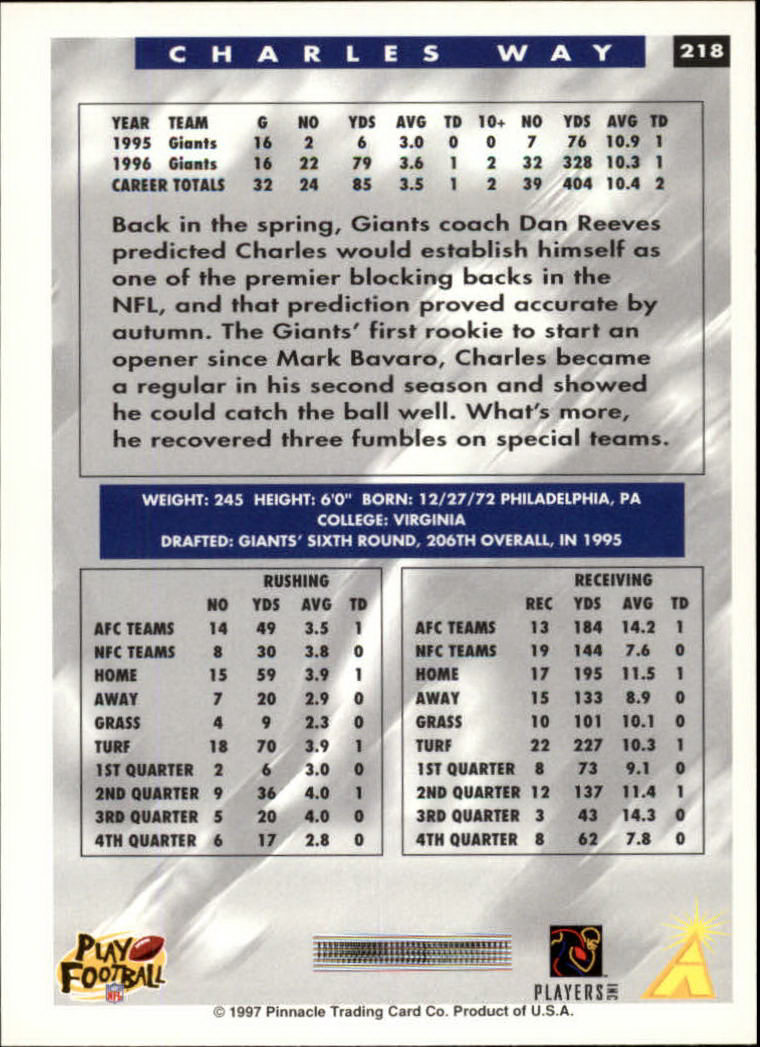 CHARLES WAY
218
YEAR TEAM G NO YDS AVG TD 10+ NO YDS AVG TD
1995 Giants 16 2 6 3.0 0 0 7 76 10.9 1
1996 Giants 16 22 79 3.6 1 2 32 328 10.3 1
CAREER TOTALS 32 24 85 3.5 1 2 39 404 10.4 2
Back in the spring, Giants coach Dan Reeves
predicted Charles would establish himself as
one of the premier blocking backs in the
NFL, and that prediction proved accurate by
autumn. The Giants' first rookie to start an
opener since Mark Bavaro, Charles became
a regular in his second season and showed
he could catch the ball well. What's more,
he recovered three fumbles on special teams.
WEIGHT: 245 HEIGHT: 6'0" BORN: 12/27/72 PHILADELPHIA, PA
COLLEGE: VIRGINIA
DRAFTED: GIANTS' SIXTH ROUND, 206TH OVERALL, IN 1995
RUSHING
NO YDS AVG TD
AFC TEAMS 14 49 3.5 1
NFC TEAMS 8 30 3.8 0
HOME 15 59 3.9 1
AWAY 7 20 2.9 0
GRASS 4 9 2.3 0
TURF 18 70 3.9 1
1ST QUARTER 2 6 3.0 0
2ND QUARTER 9 36 4.0 1
3RD QUARTER 5 20 4.0 0
4TH QUARTER 6 17 2.8 0
RECEIVING
REC YDS AVG TD
AFC TEAMS 13 184 14.2 1
NFC TEAMS 19 144 7.6 0
HOME 17 195 11.5 1
AWAY 15 133 8.9 0
GRASS 10 101 10.1 0
TURF 22 227 10.3 1
1ST QUARTER 8 73 9.1 0
2ND QUARTER 12 137 11.4 1
3RD QUARTER 3 43 14.3 0
4TH QUARTER 8 62 7.8 0
PLAY
FOOTBALL
NFL
PLAYERS INC
© 1997 Pinnacle Trading Card Co. Product of U.S.A.